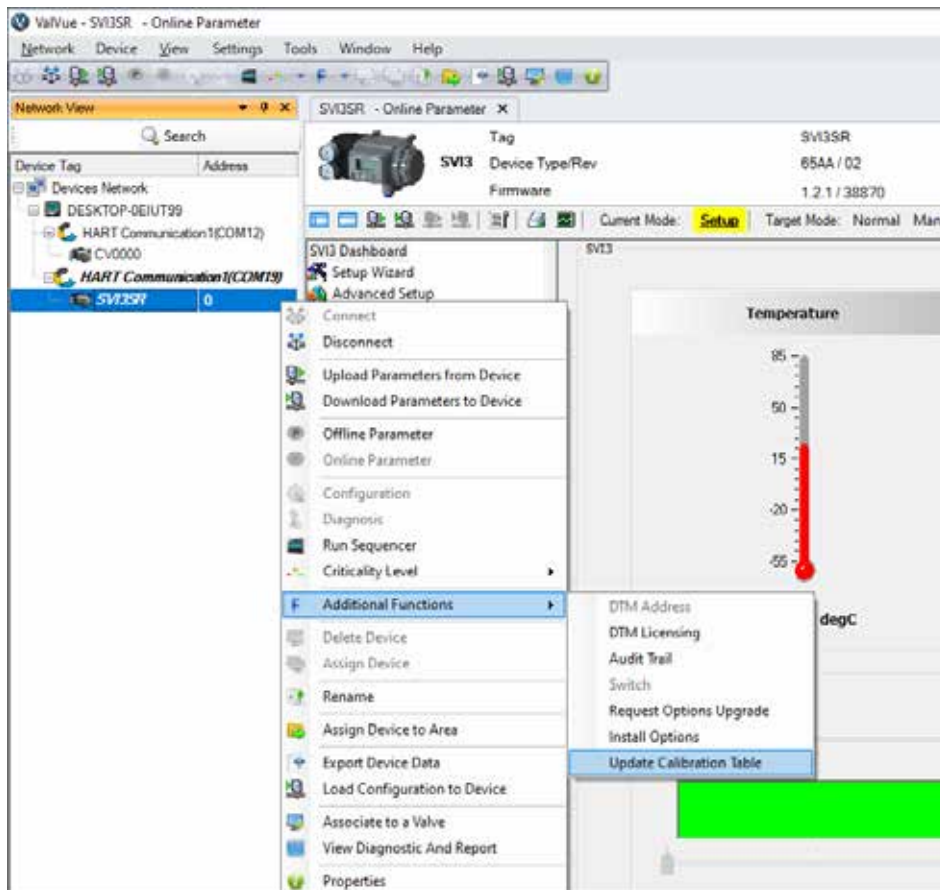 ValVue - SVI3SR - Online Parameter
Network Device View Settings Tools Window Help
Network View
SVI3SR - Online Parameter
Search
Device Tag Address
Devices Network
DESKTOP-0EIUT99
HART Communication1(COM12)
CV0000
HART Communication1(COM19)
SVI3SR 0
SVI3
Tag SVI3SR
Device Type/Rev 65AA / 02
Firmware 1.2.1 / 38870
Current Mode: Setup Target Mode: Normal Man
SVI3 Dashboard
Setup Wizard
Advanced Setup
SVI3
Temperature
85
50
15
-20
-55
degC
Connect
Disconnect
Upload Parameters from Device
Download Parameters to Device
Offline Parameter
Online Parameter
Configuration
Diagnosis
Run Sequencer
Criticality Level
F Additional Functions
Delete Device
Assign Device
Rename
Assign Device to Area
Export Device Data
Load Configuration to Device
Associate to a Valve
View Diagnostic And Report
Properties
DTM Address
DTM Licensing
Audit Trail
Switch
Request Options Upgrade
Install Options
Update Calibration Table